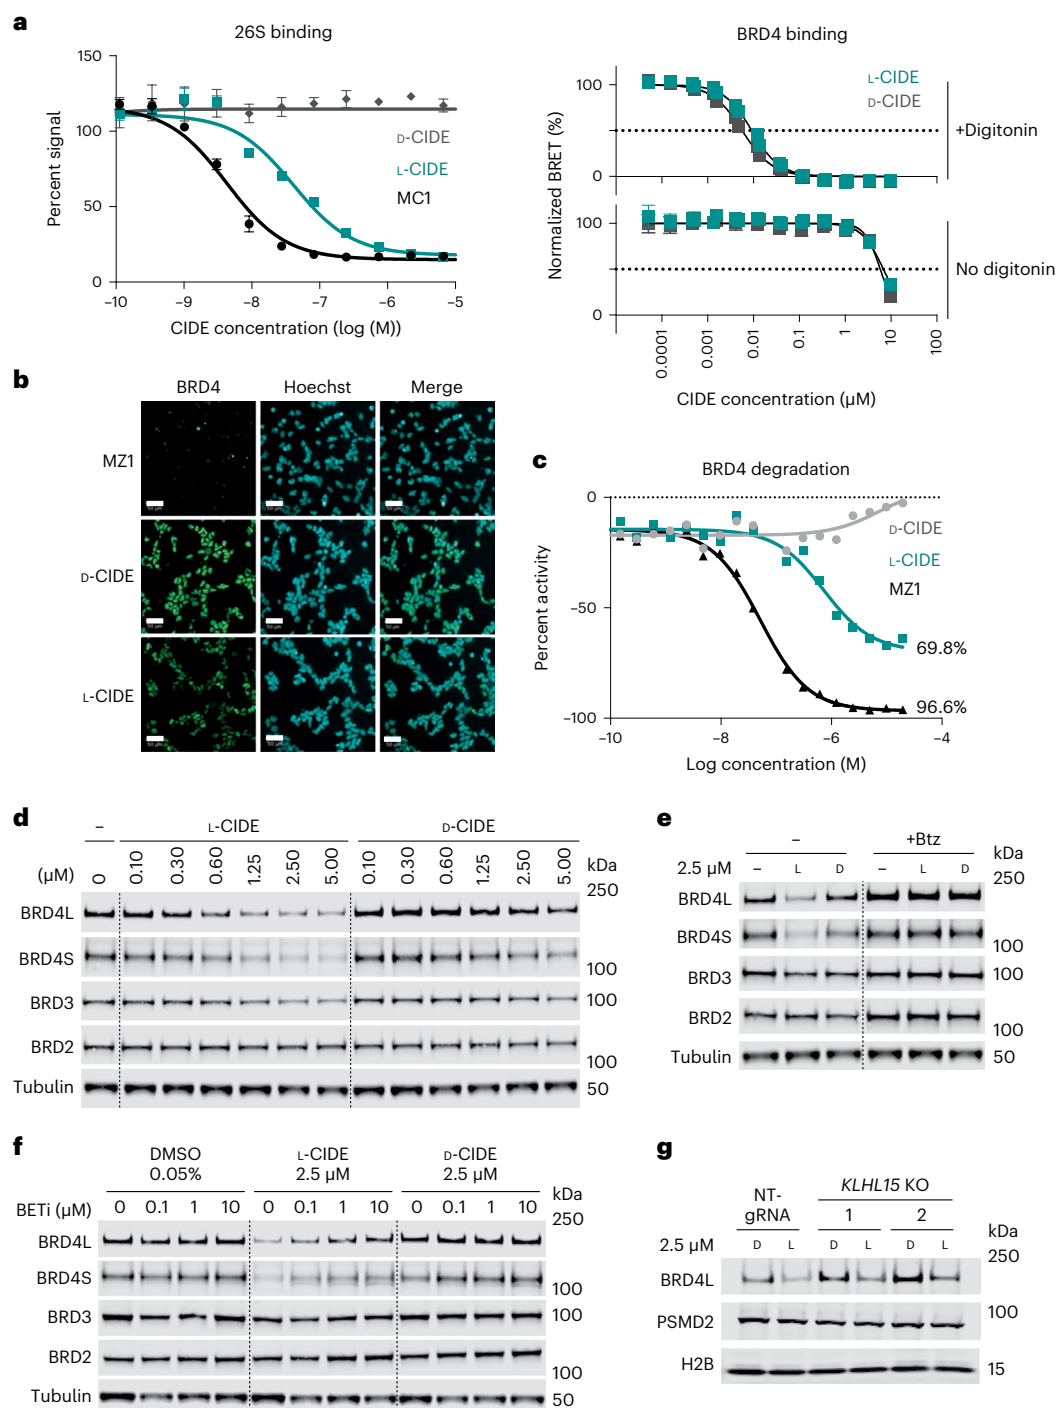 a
26S binding
Percent signal
150
100
50
0
D-CIDE
L-CIDE
MC1
–10 –9 –8 –7 –6 –5
CIDE concentration (log (M))
BRD4 binding
Normalized BRET (%)
L-CIDE
D-CIDE
100
0
+Digitonin
100
0
No digitonin
0.0001 0.001 0.01 0.1 1 10 100
CIDE concentration (µM)
b
BRD4 Hoechst Merge
MZ1
D-CIDE
L-CIDE
50 µm
c
BRD4 degradation
Percent activity
0
–50
–100
D-CIDE
L-CIDE
MZ1
69.8%
96.6%
–10 –8 –6 –4
Log concentration (M)
d
– L-CIDE D-CIDE
(µM) 0 0.10 0.30 0.60 1.25 2.50 5.00 0.10 0.30 0.60 1.25 2.50 5.00 kDa
250
BRD4L
BRD4S 100
BRD3 100
BRD2 100
Tubulin 50
e
– +Btz
2.5 µM – L D – L D kDa
250
BRD4L
BRD4S 100
BRD3 100
BRD2 100
Tubulin 50
f
DMSO L-CIDE D-CIDE
0.05% 2.5 µM 2.5 µM
BETi (µM) 0 0.1 1 10 0 0.1 1 10 0 0.1 1 10 kDa
250
BRD4L
BRD4S 100
BRD3 100
BRD2 100
Tubulin 50
g
NT-gRNA KLHL15 KO
1 2
2.5 µM D L D L D L kDa
250
BRD4L
PSMD2 100
H2B 15